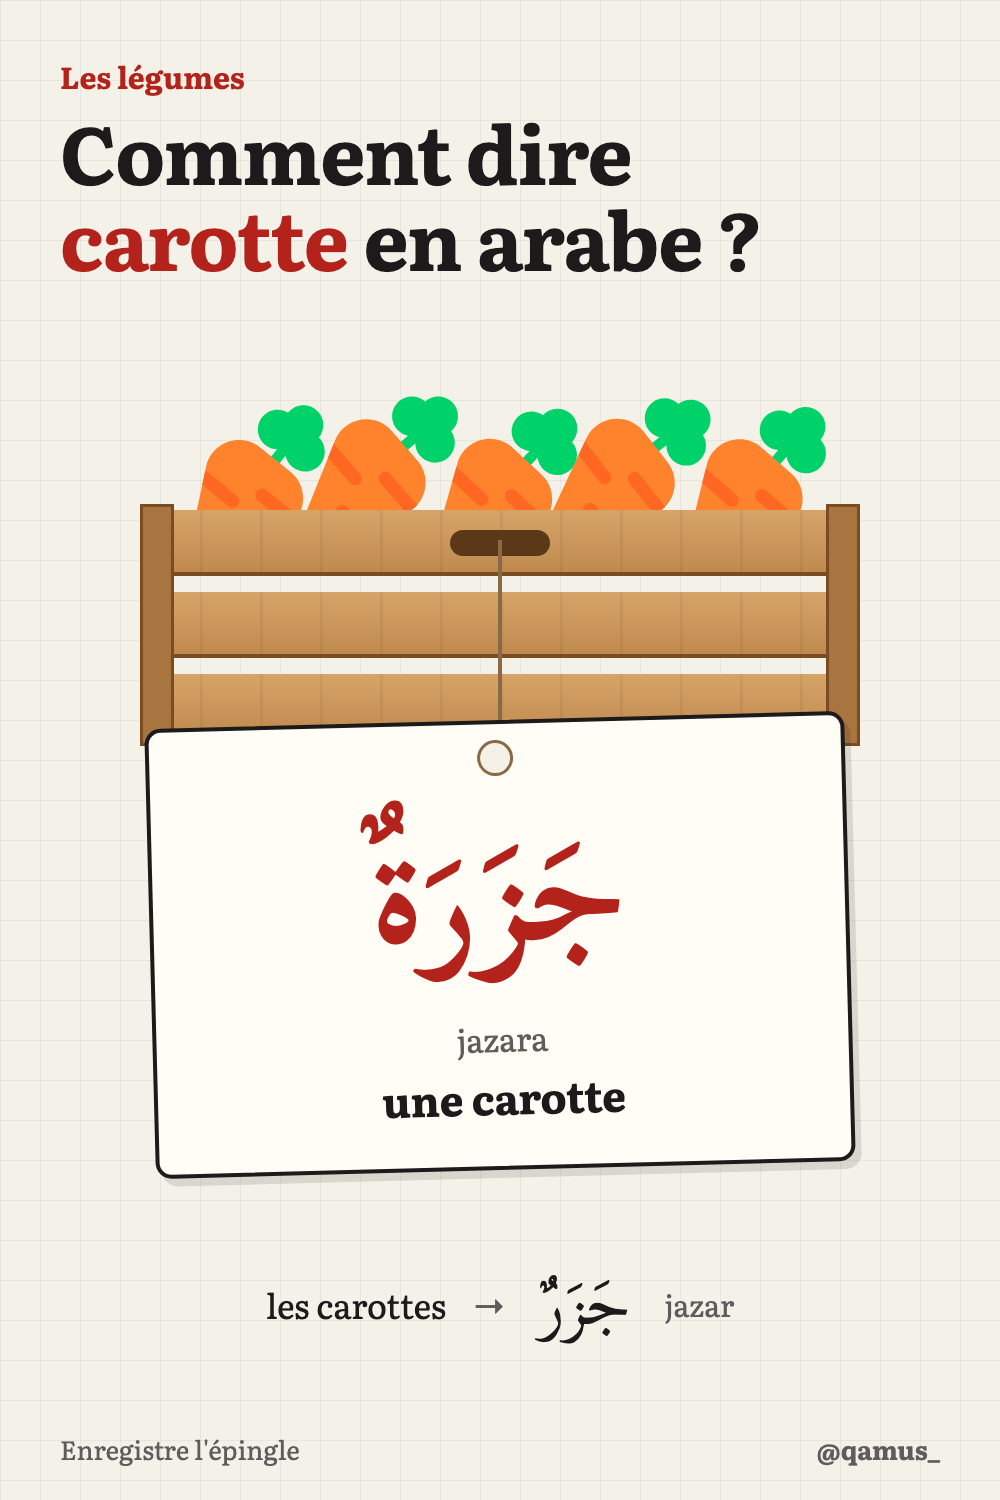 Les légumes
Comment dire
carotte en arabe ?
جَزَرَةٌ
jazara
une carotte
les carottes → جَزَرٌ jazar
Enregistre l'épingle
@qamus_